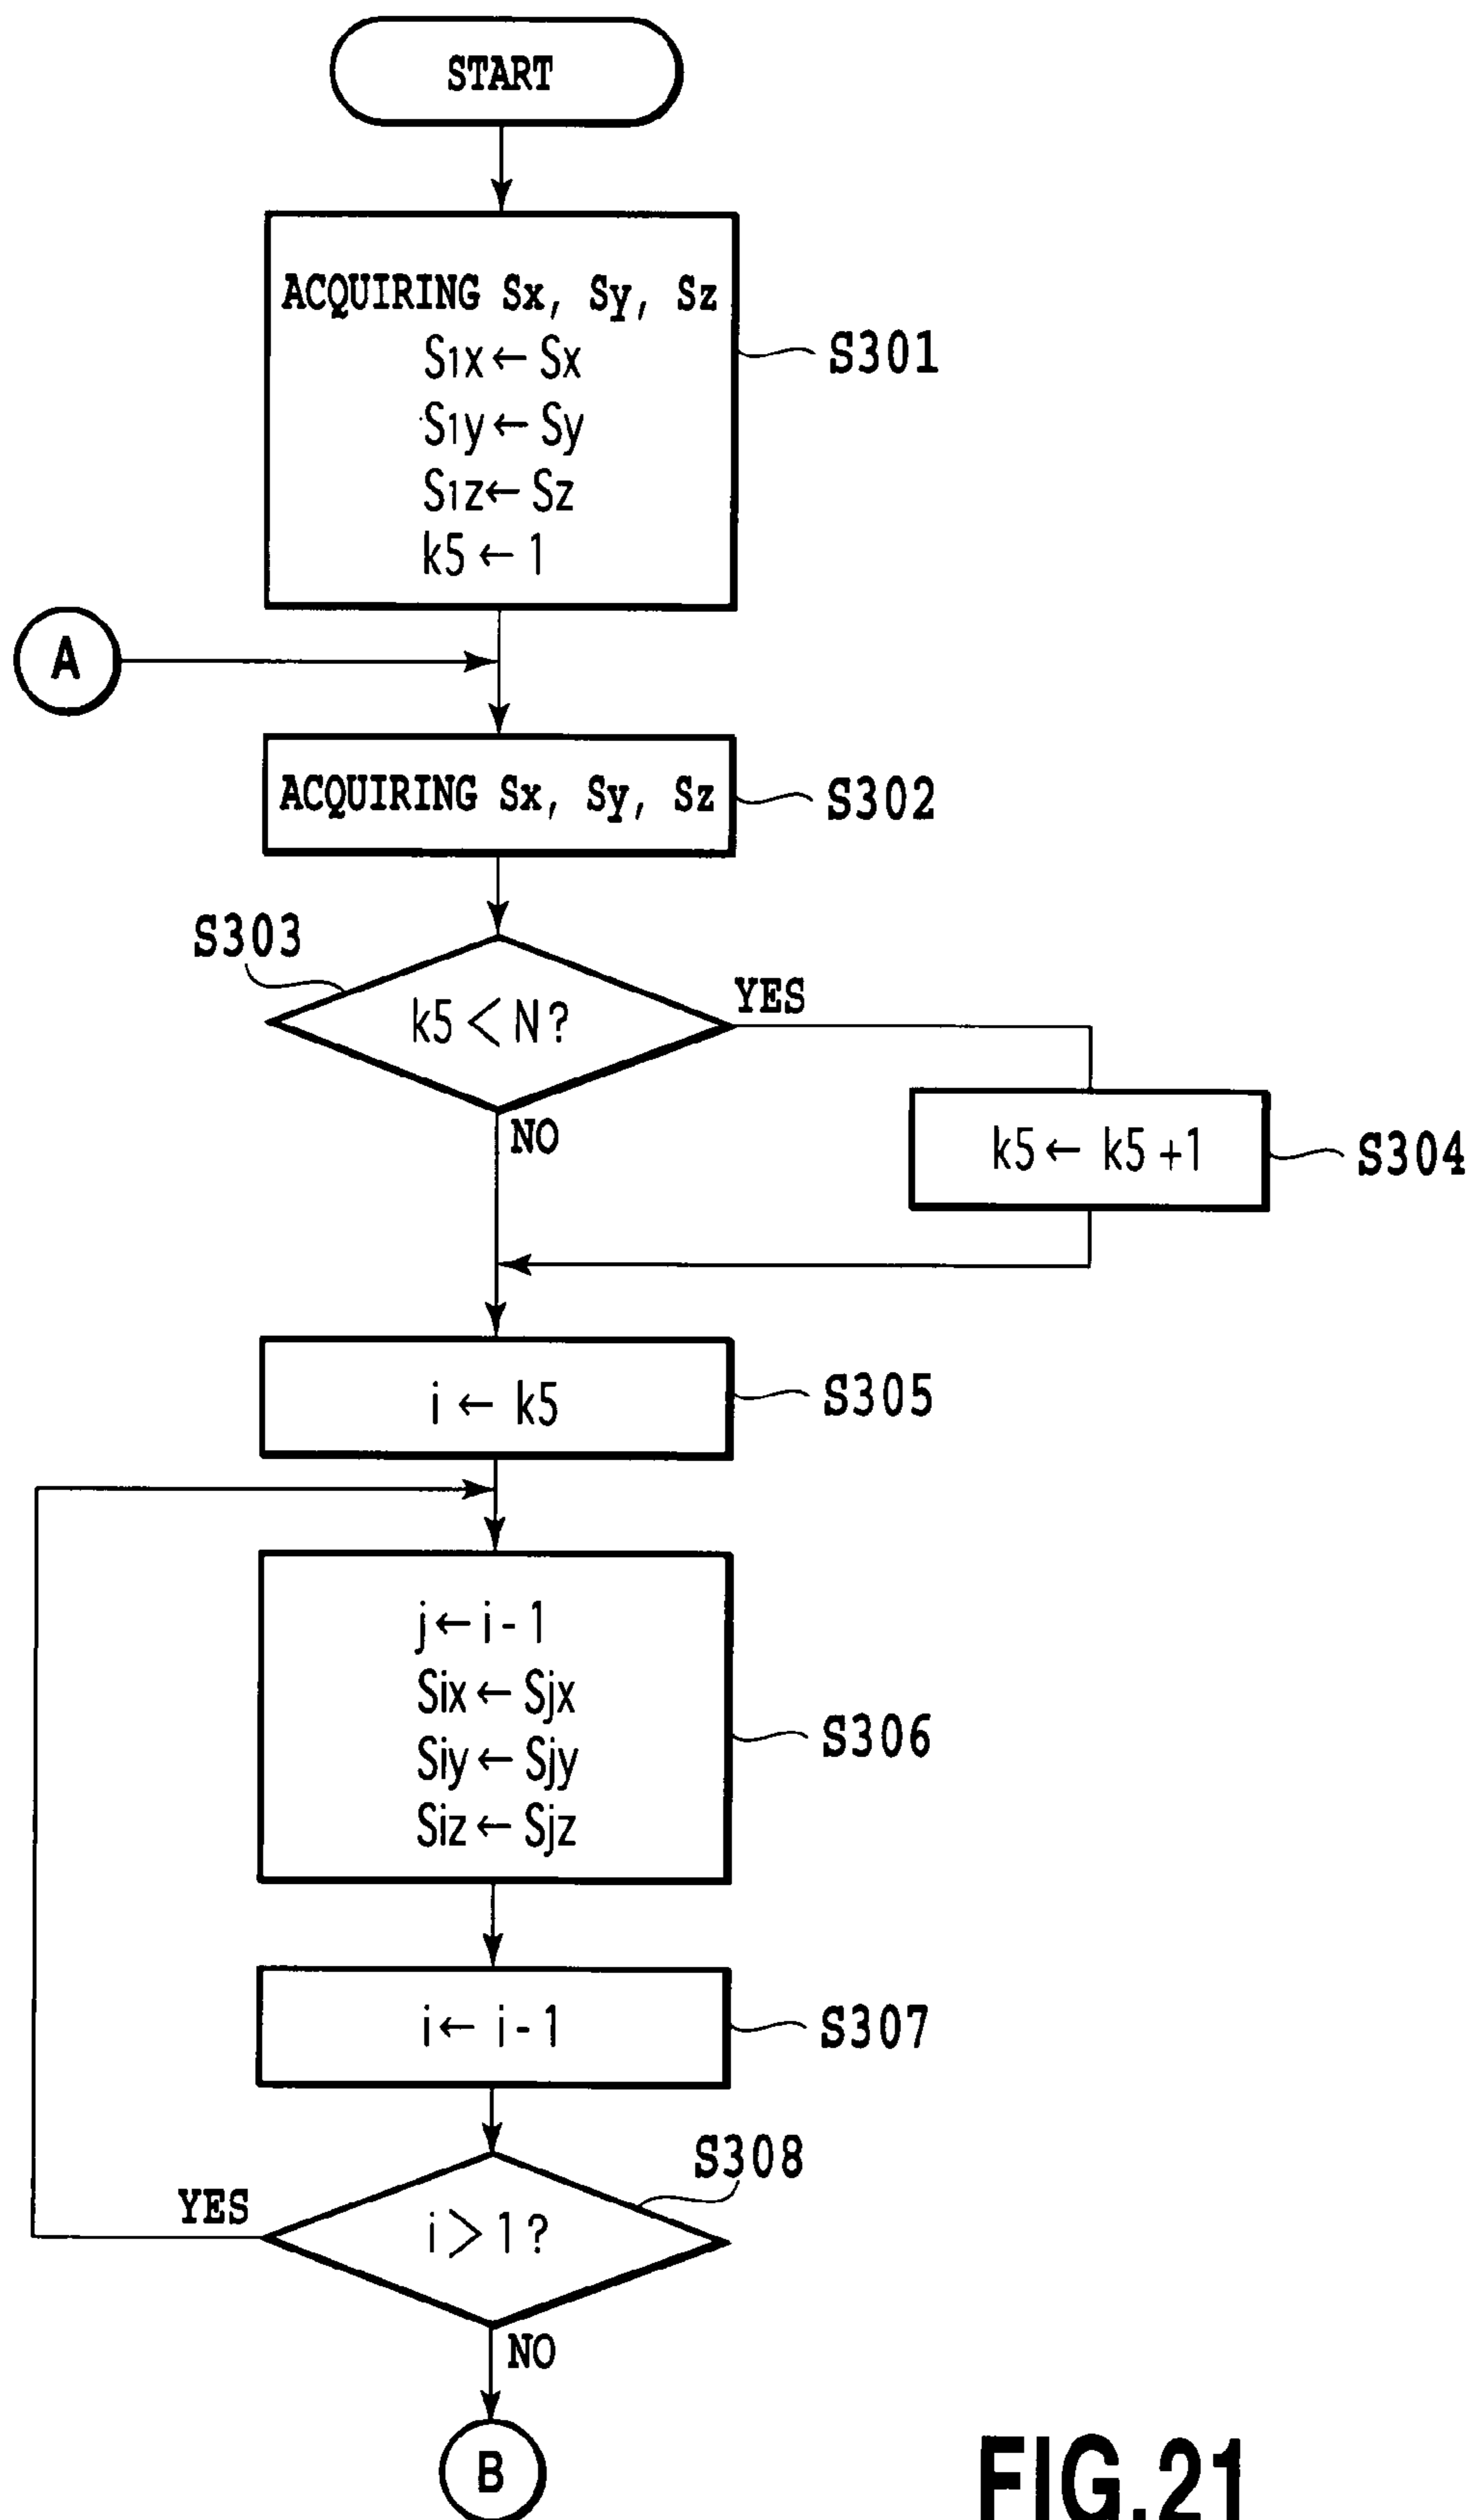 START
ACQUIRING Sx, Sy, Sz
S1x←Sx
S1y←Sy
S1z←Sz
k5←1
S301
A
ACQUIRING Sx, Sy, Sz
S302
S303
k5<N?
YES
NO
k5←k5+1
S304
i←k5
S305
j←i-1
Six←Sjx
Siy←Sjy
Siz←Sjz
S306
i←i-1
S307
S308
i>1?
YES
NO
B
FIG.21